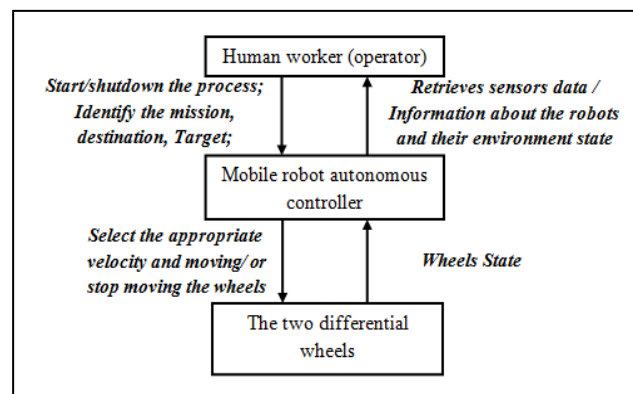 Human worker (operator)
Start/shutdown the process;
Identify the mission,
destination, Target;
Retrieves sensors data /
Information about the robots
and their environment state
Mobile robot autonomous
controller
Select the appropriate
velocity and moving/ or
stop moving the wheels
Wheels State
The two differential
wheels